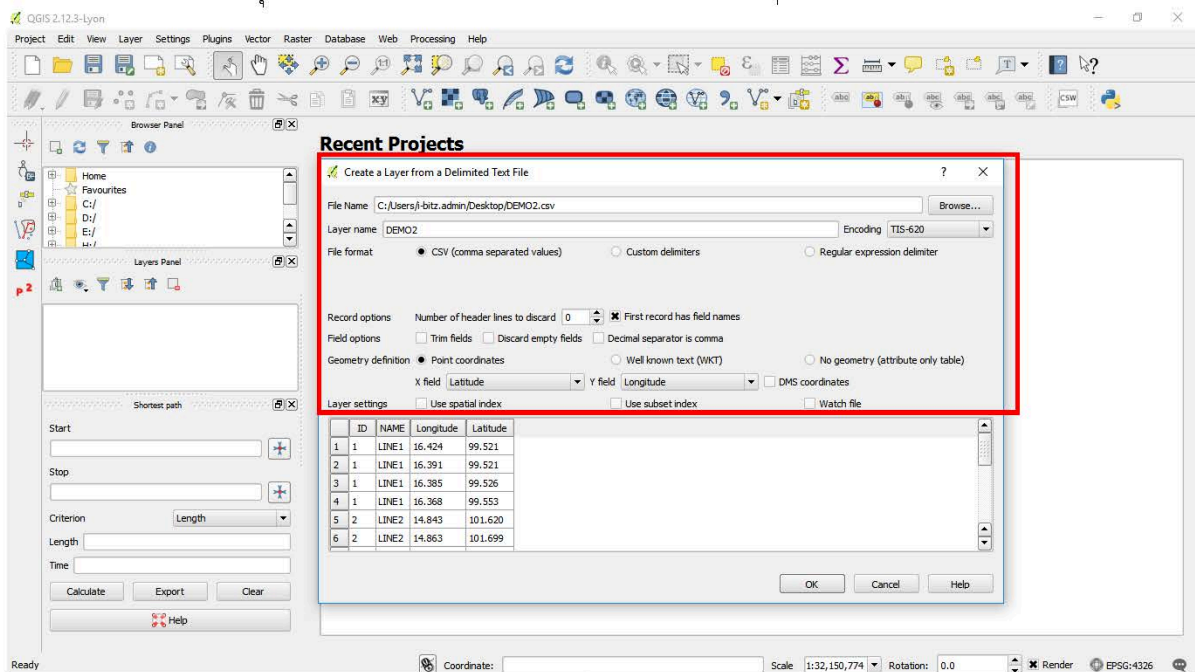 QGIS 2.12.3-Lyon
Project Edit View Layer Settings Plugins Vector Raster Database Web Processing Help
Browser Panel
Home
Favourites
C:/
D:/
E:/
H:/
Layers Panel
Shortest path
Start
Stop
Criterion Length
Length
Time
Calculate Export Clear
Help
Recent Projects
Create a Layer from a Delimited Text File
File Name C:/Users/i-bitz.admin/Desktop/DEMO2.csv Browse...
Layer name DEMO2 Encoding TIS-620
File format CSV (comma separated values) Custom delimiters Regular expression delimiter
Record options Number of header lines to discard 0 First record has field names
Field options Trim fields Discard empty fields Decimal separator is comma
Geometry definition Point coordinates Well known text (WKT) No geometry (attribute only table)
X field Latitude Y field Longitude DMS coordinates
Layer settings Use spatial index Use subset index Watch file
ID NAME Longitude Latitude
1 1 LINE1 16.424 99.521
2 1 LINE1 16.391 99.521
3 1 LINE1 16.385 99.526
4 1 LINE1 16.368 99.553
5 2 LINE2 14.843 101.620
6 2 LINE2 14.863 101.699
OK Cancel Help
Ready Coordinate: Scale 1:32,150,774 Rotation: 0.0 Render EPSG:4326